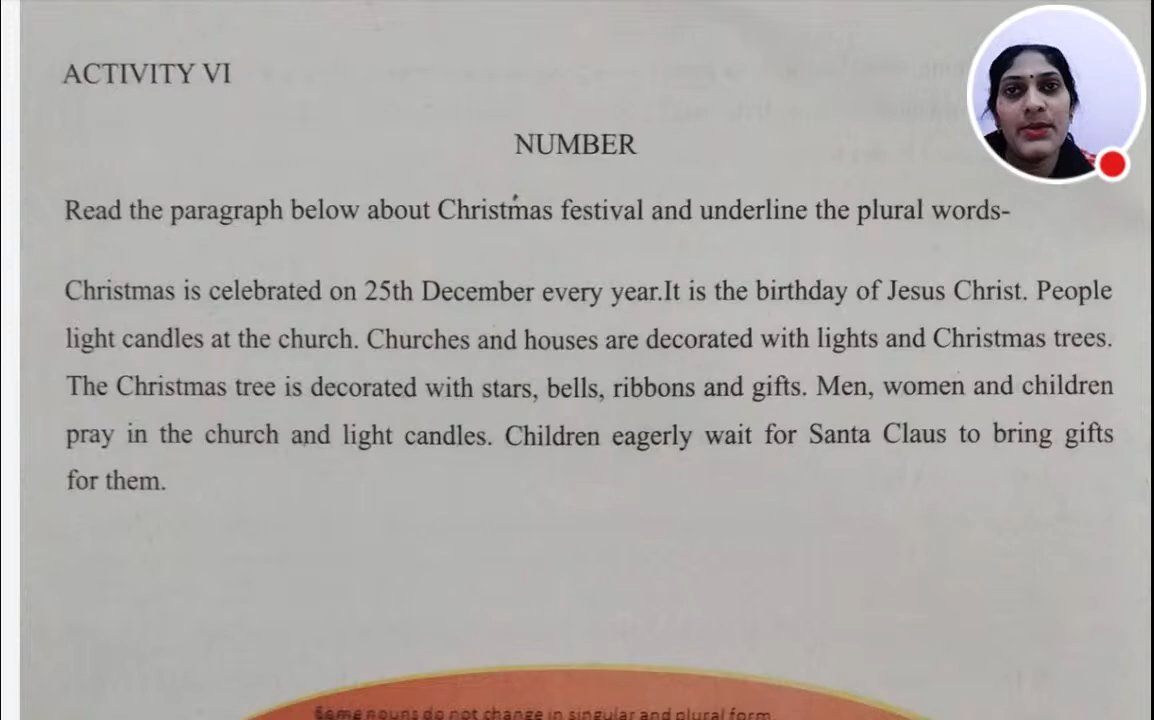 ACTIVITY VI
NUMBER
Read the paragraph below about Christmas festival and underline the plural words-
Christmas is celebrated on 25th December every year.It is the birthday of Jesus Christ. People
light candles at the church. Churches and houses are decorated with lights and Christmas trees.
The Christmas tree is decorated with stars, bells, ribbons and gifts. Men, women and children
pray in the church and light candles. Children eagerly wait for Santa Claus to bring gifts
for them.
Some nouns do not change in singular and plural form.